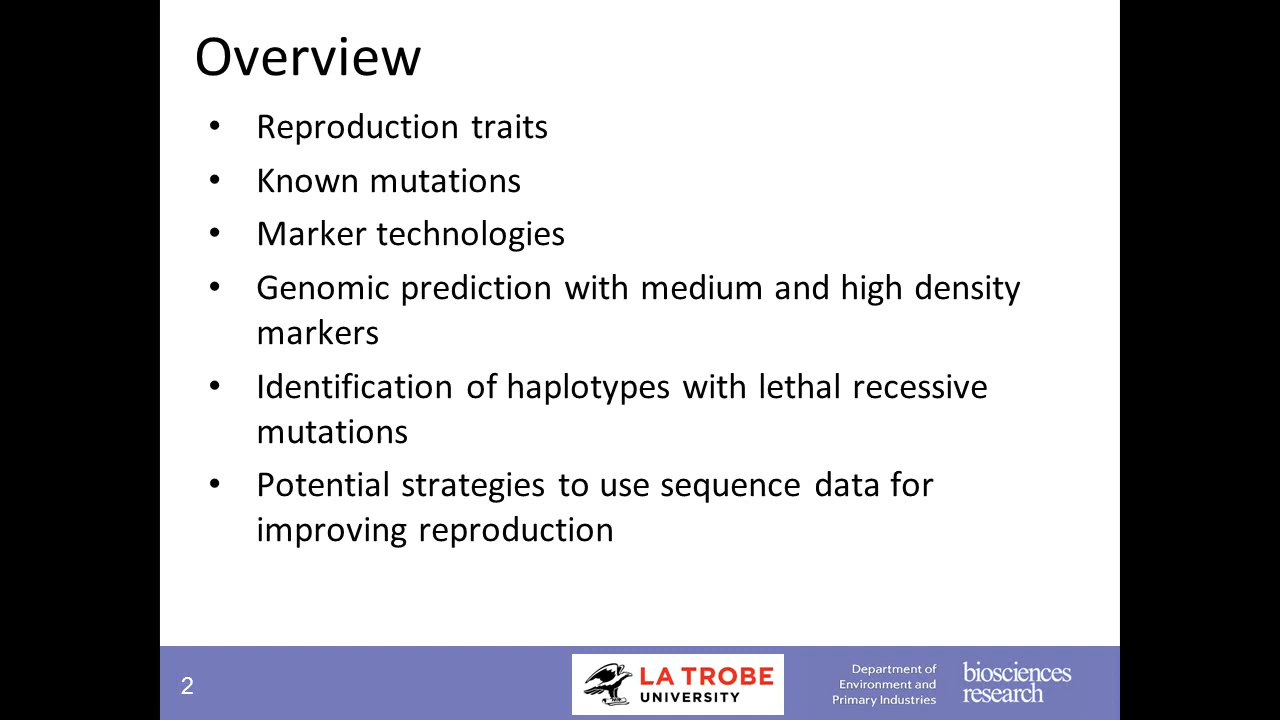 Overview
• Reproduction traits
• Known mutations
• Marker technologies
• Genomic prediction with medium and high density
markers
• Identification of haplotypes with lethal recessive
mutations
• Potential strategies to use sequence data for
improving reproduction
2
LA TROBE
UNIVERSITY
Department of
Environment and
Primary Industries
biosciences
research